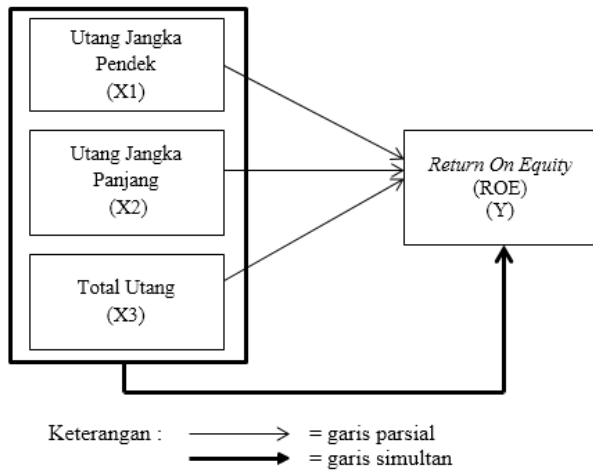 Utang Jangka
Pendek
(X1)
Utang Jangka
Panjang
(X2)
Total Utang
(X3)
Return On Equity
(ROE)
(Y)
Keterangan : = garis parsial
= garis simultan